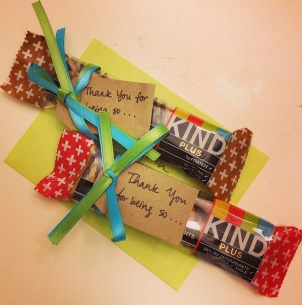 Thank You for
being so...
KIND
PLUS
Thank You
for being so...
KIND
PLUS